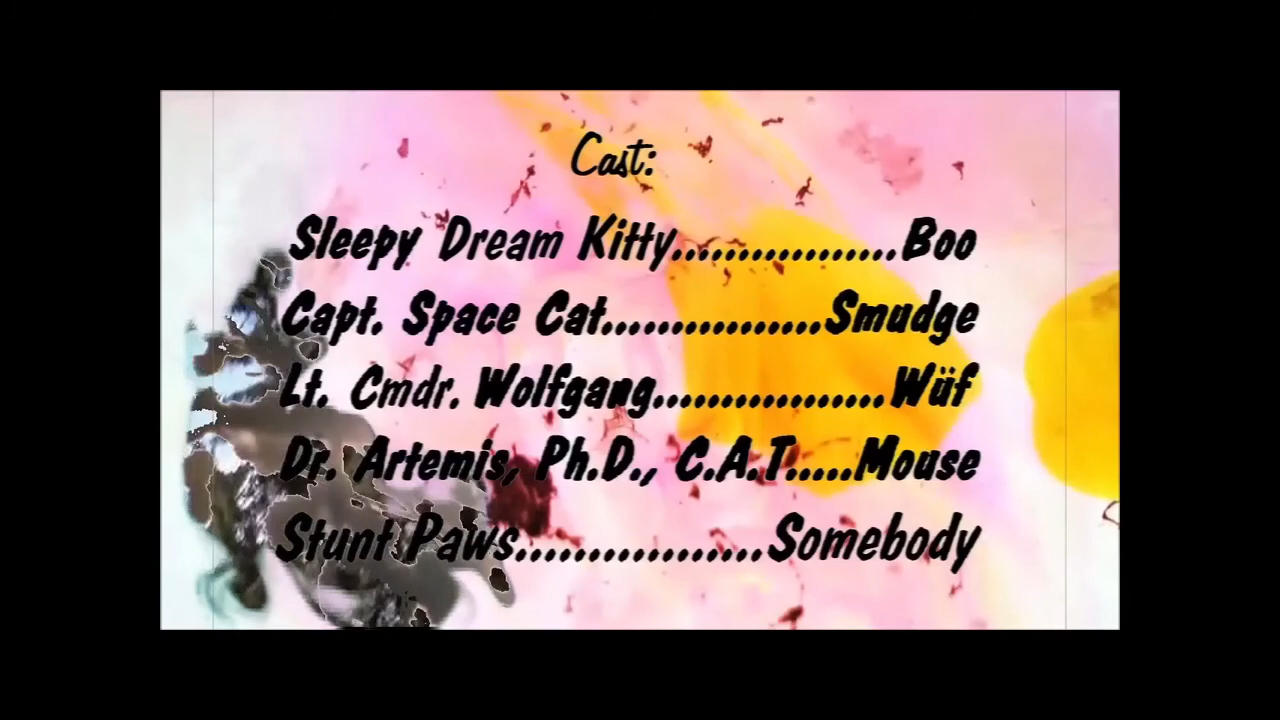 Cast:
Sleepy Dream Kitty.................Boo
Capt. Space Cat................Smudge
Lt. Cmdr. Wolfgang.................Wüf
Dr. Artemis, Ph.D., C.A.T.....Mouse
Stunt Paws..................Somebody